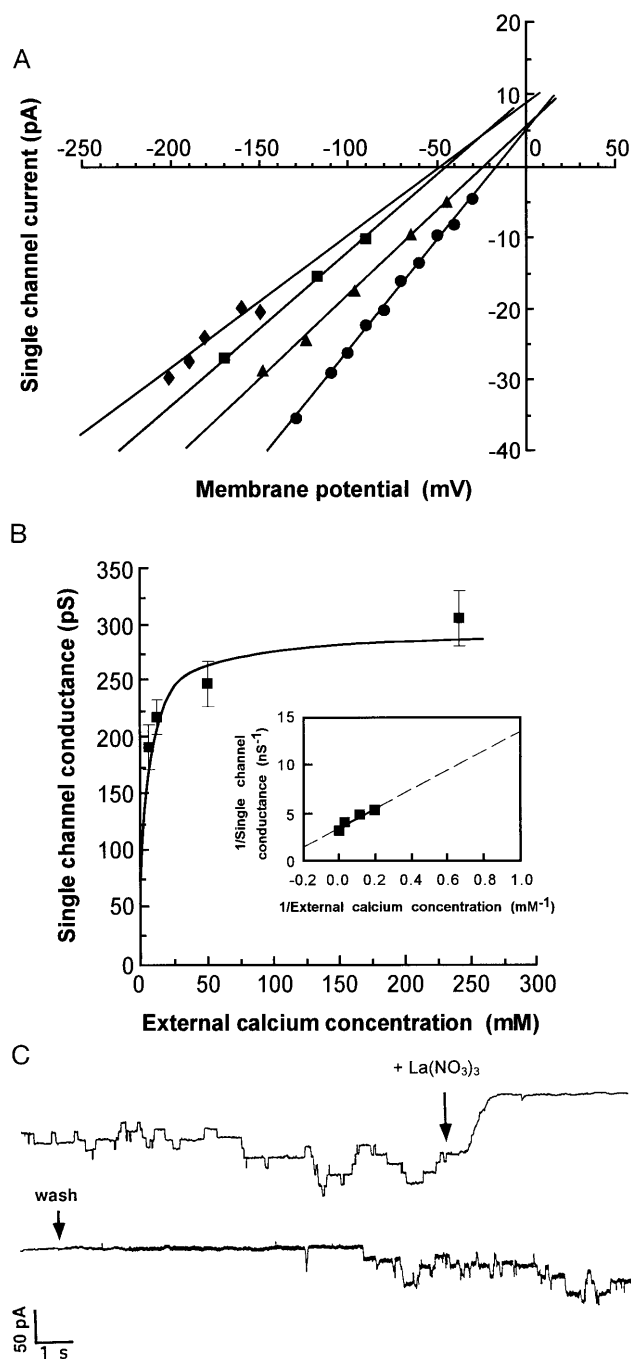 A
Single channel current (pA)
20
10
-250 -200 -150 -100 -50 0 50
-10
-20
-30
-40
Membrane potential (mV)
B
Single channel conductance (pS)
350
300
250
200
150
100
50
0
0 50 100 150 200 250 300
External calcium concentration (mM)
1/Single channel
conductance (nS-1)
15
10
5
0
-0.2 0.0 0.2 0.4 0.6 0.8 1.0
1/External calcium concentration (mM-1)
C
+ La(NO3)3
wash
50 pA
1 s